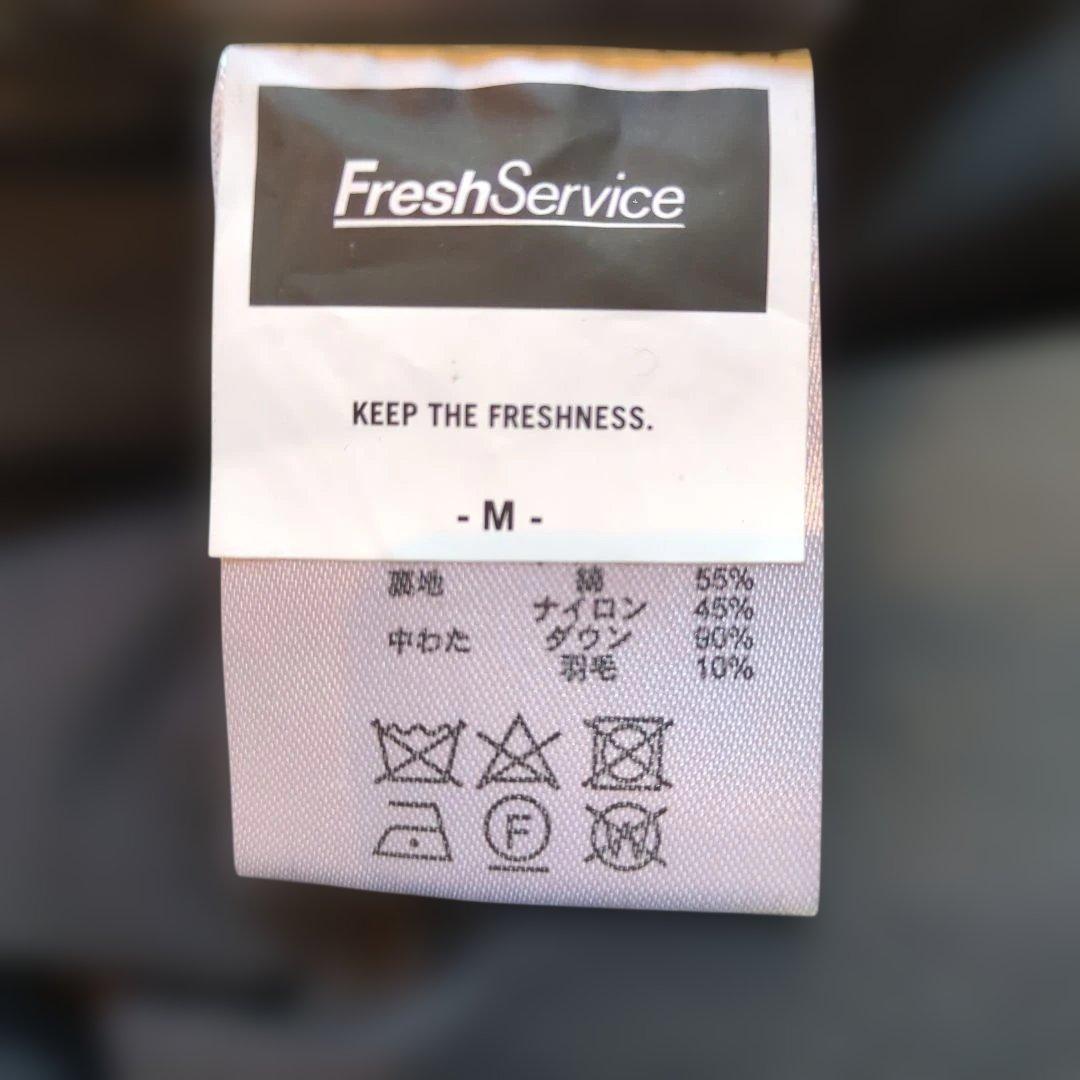 FreshService
KEEP THE FRESHNESS.
- M -
裏地 綿 55%
ナイロン 45%
中わた ダウン 90%
羽毛 10%
F
W